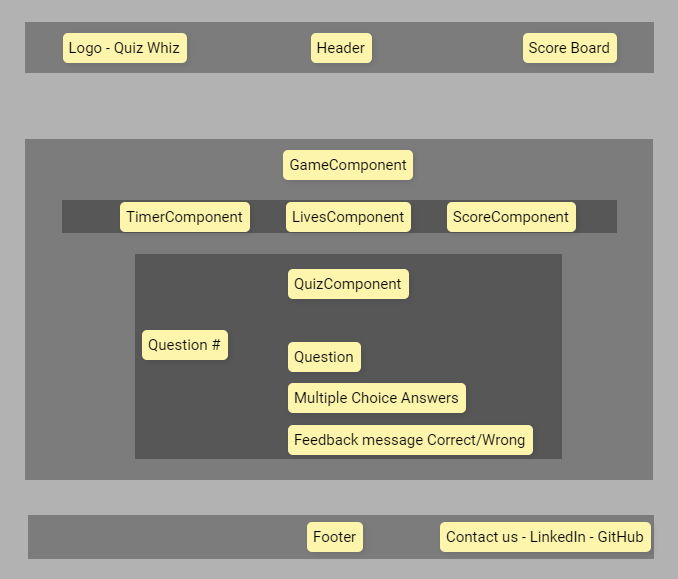 Logo - Quiz Whiz
Header
Score Board
GameComponent
TimerComponent
LivesComponent
ScoreComponent
QuizComponent
Question #
Question
Multiple Choice Answers
Feedback message Correct/Wrong
Footer
Contact us - LinkedIn - GitHub